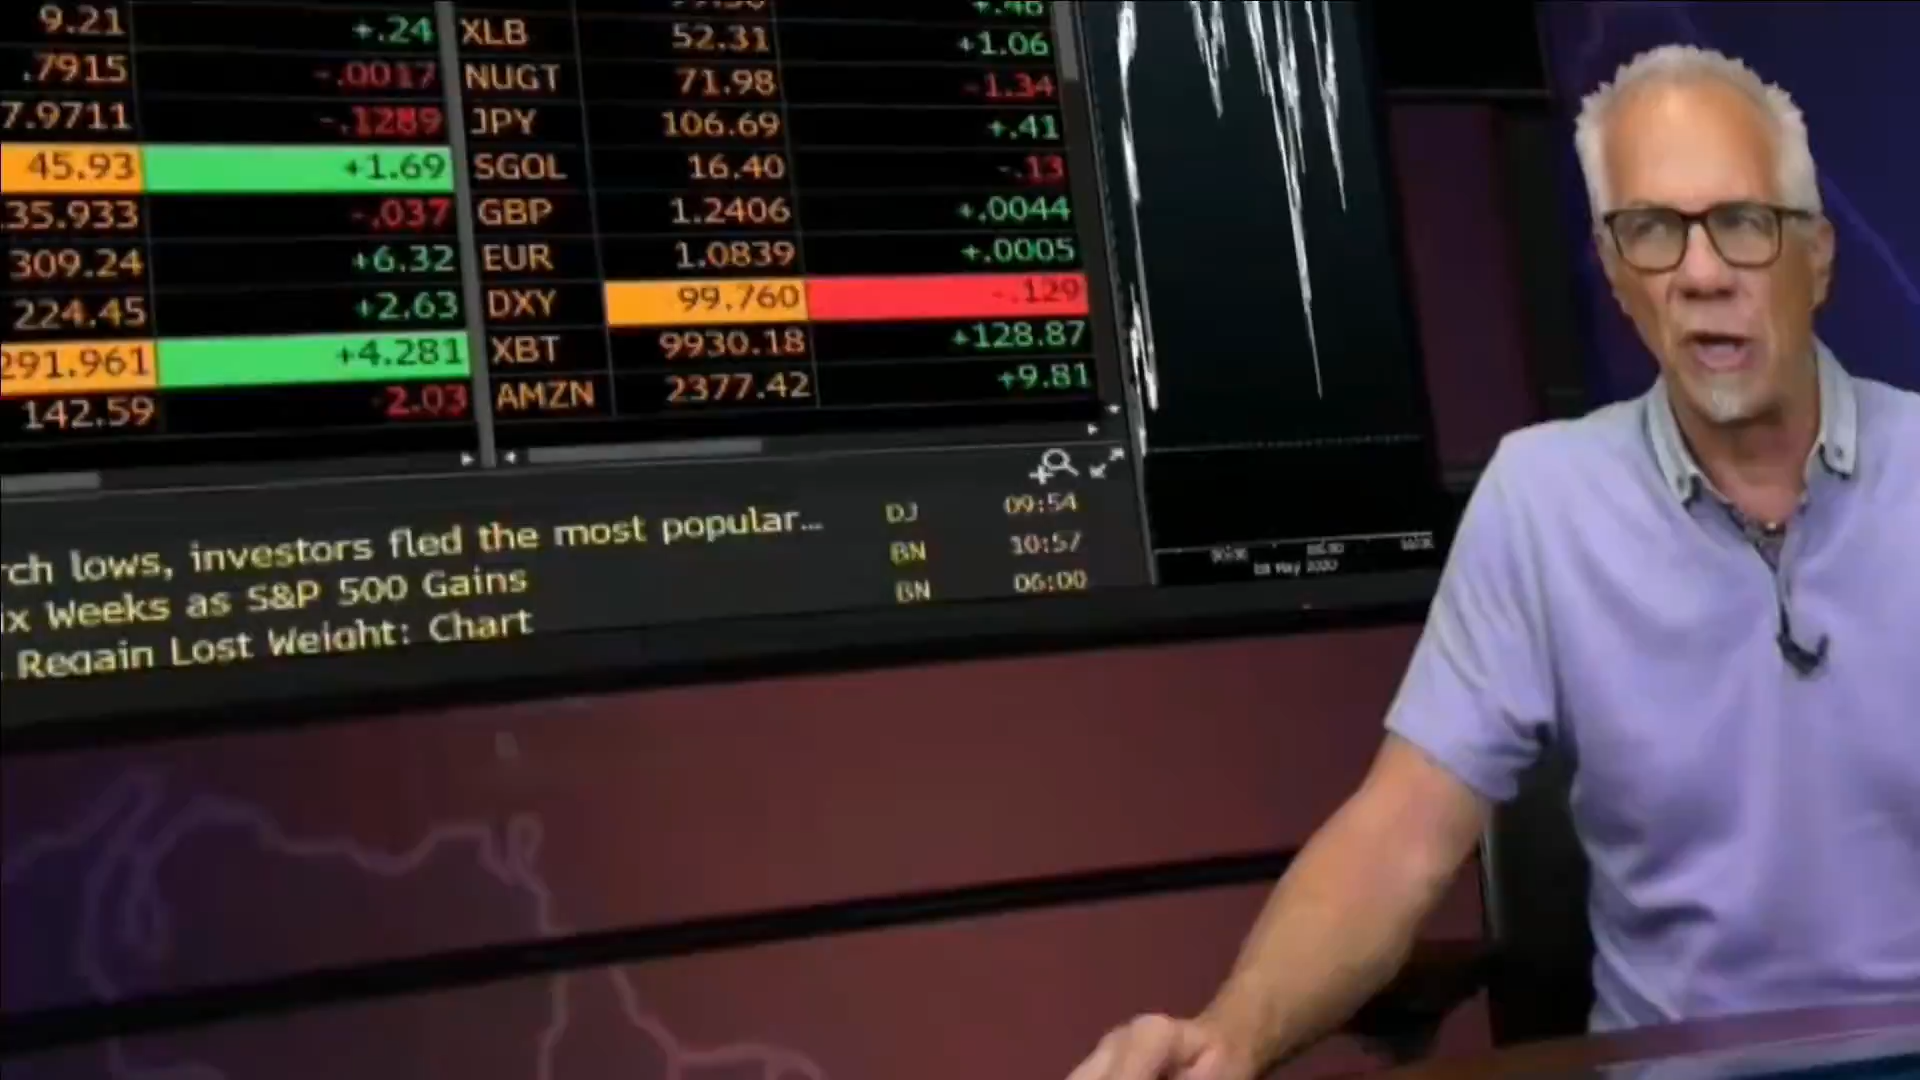 9.21 +.24 XLB 52.31 +1.06
.7915 -.0017 NUGT 71.98 -1.34
7.9711 -.1289 JPY 106.69 +.41
45.93 +1.69 SGOL 16.40 -.13
35.933 -.037 GBP 1.2406 +.0044
309.24 +6.32 EUR 1.0839 +.0005
224.45 +2.63 DXY 99.760 -.129
291.961 +4.281 XBT 9930.18 +128.87
142.59 2.03 AMZN 2377.42 +9.81
rch lows, investors fled the most popular... DJ 09:54
ix Weeks as S&P 500 Gains BN 10:57
Regain Lost Weight: Chart BN 06:00